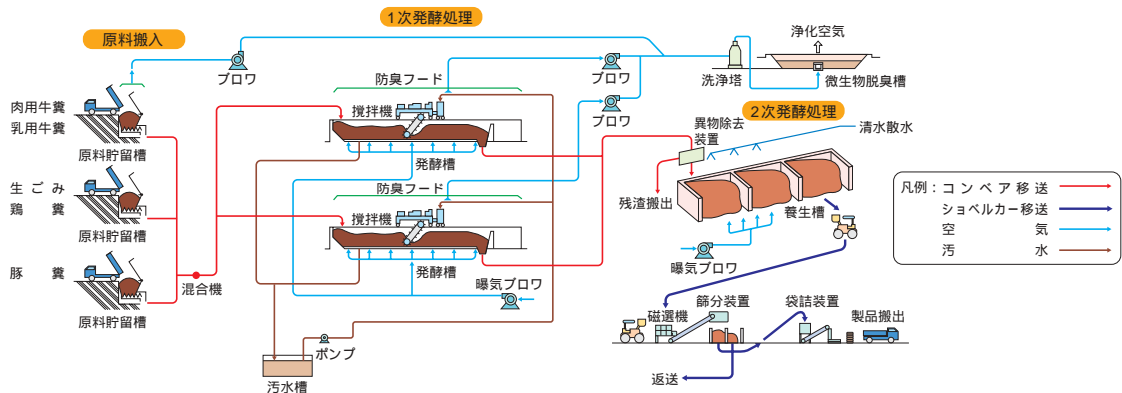 1次発酵処理
原料搬入
ブロワ
肉用牛糞
乳用牛糞
原料貯留槽
生ごみ
鶏糞
原料貯留槽
豚糞
原料貯留槽
混合機
防臭フード
撹拌機
発酵槽
防臭フード
撹拌機
発酵槽
曝気ブロワ
ポンプ
汚水槽
ブロワ
ブロワ
洗浄塔
浄化空気
微生物脱臭槽
2次発酵処理
異物除去
装置
清水散水
残渣搬出
養生槽
曝気ブロワ
磁選機
篩分装置
袋詰装置
製品搬出
返送
凡例：コンベア移送
ショベルカー移送
空気
汚水